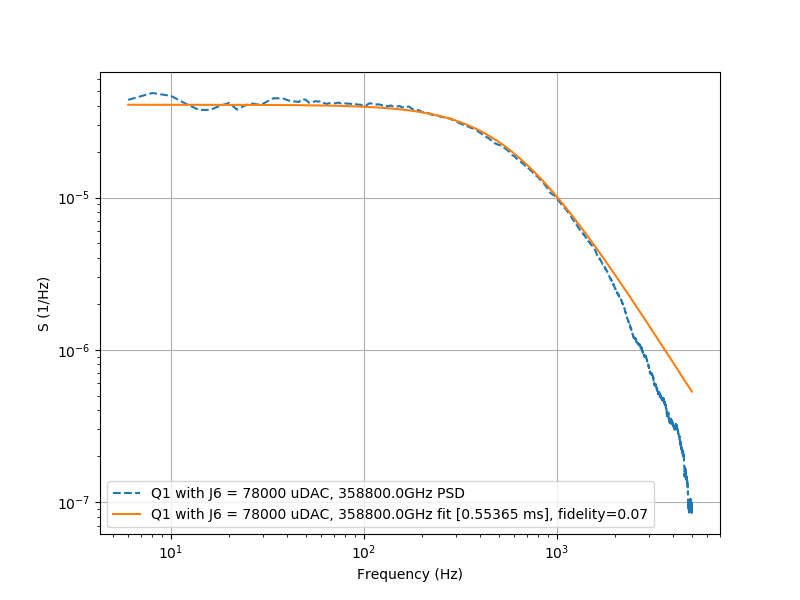 S (1/Hz)
10⁻⁵
10⁻⁶
10⁻⁷
Q1 with J6 = 78000 uDAC, 358800.0GHz PSD
Q1 with J6 = 78000 uDAC, 358800.0GHz fit [0.55365 ms], fidelity=0.07
10¹ 10² 10³
Frequency (Hz)